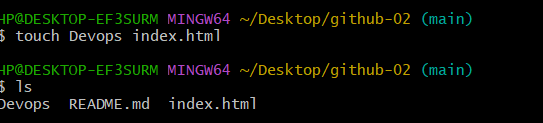 HP@DESKTOP-EF3SURM MINGW64 ~/Desktop/github-02 (main)
$ touch Devops index.html
HP@DESKTOP-EF3SURM MINGW64 ~/Desktop/github-02 (main)
$ ls
Devops  README.md  index.html